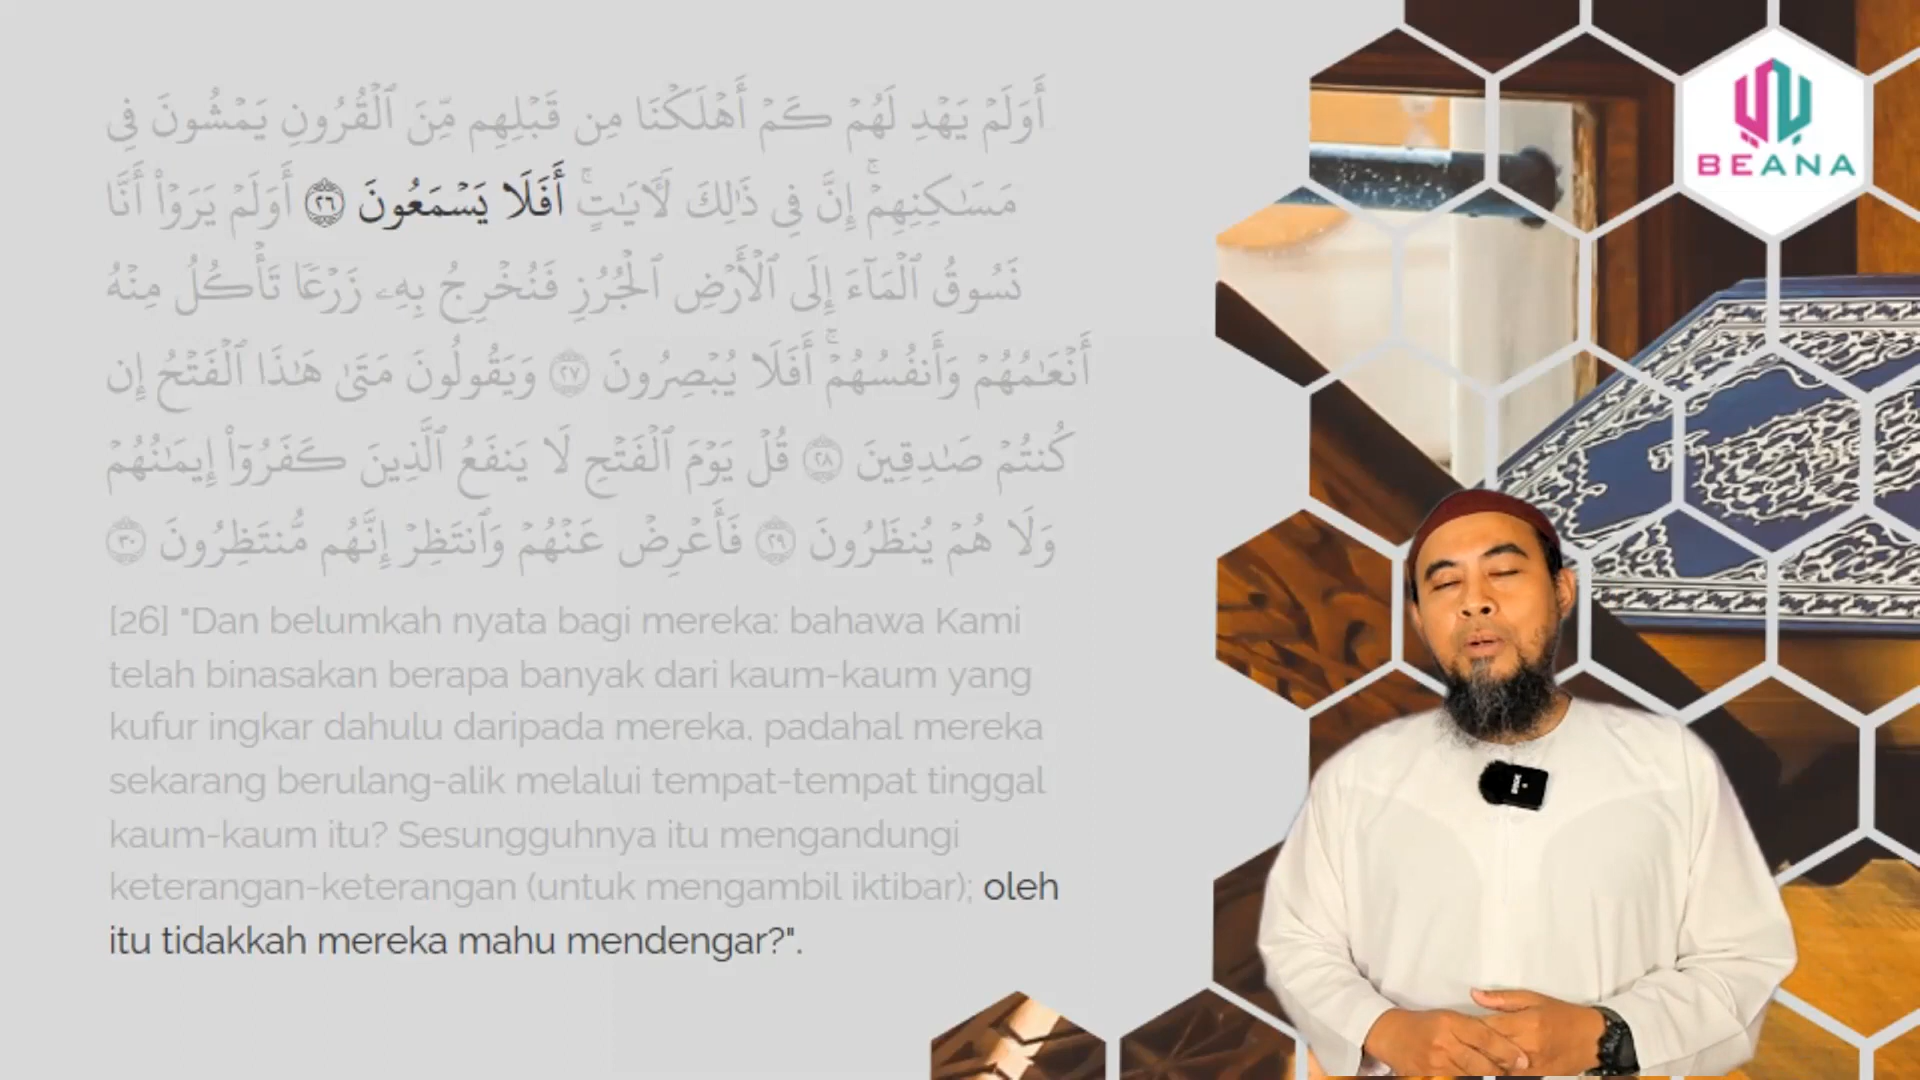 أَوَلَمْ يَهْدِ لَهُمْ كَمْ أَهْلَكْنَا مِن قَبْلِهِم مِّنَ ٱلْقُرُونِ يَمْشُونَ فِى
مَسَـٰكِنِهِمْ ۚ إِنَّ فِى ذَٰلِكَ لَـَٔايَـٰتٍ ۖ أَفَلَا يَسْمَعُونَ ٢٦ أَوَلَمْ يَرَوْا۟ أَنَّا
نَسُوقُ ٱلْمَآءَ إِلَى ٱلْأَرْضِ ٱلْجُرُزِ فَنُخْرِجُ بِهِۦ زَرْعًا تَأْكُلُ مِنْهُ
أَنْعَـٰمُهُمْ وَأَنفُسُهُمْ ۖ أَفَلَا يُبْصِرُونَ ٢٧ وَيَقُولُونَ مَتَىٰ هَـٰذَا ٱلْفَتْحُ إِن
كُنتُمْ صَـٰدِقِينَ ٢٨ قُلْ يَوْمَ ٱلْفَتْحِ لَا يَنفَعُ ٱلَّذِينَ كَفَرُوٓا۟ إِيمَـٰنُهُمْ
وَلَا هُمْ يُنظَرُونَ ٢٩ فَأَعْرِضْ عَنْهُمْ وَٱنتَظِرْ إِنَّهُم مُّنتَظِرُونَ ٣٠
[26] "Dan belumkah nyata bagi mereka: bahawa Kami
telah binasakan berapa banyak dari kaum-kaum yang
kufur ingkar dahulu daripada mereka, padahal mereka
sekarang berulang-alik melalui tempat-tempat tinggal
kaum-kaum itu? Sesungguhnya itu mengandungi
keterangan-keterangan (untuk mengambil iktibar); oleh
itu tidakkah mereka mahu mendengar?".
BEANA